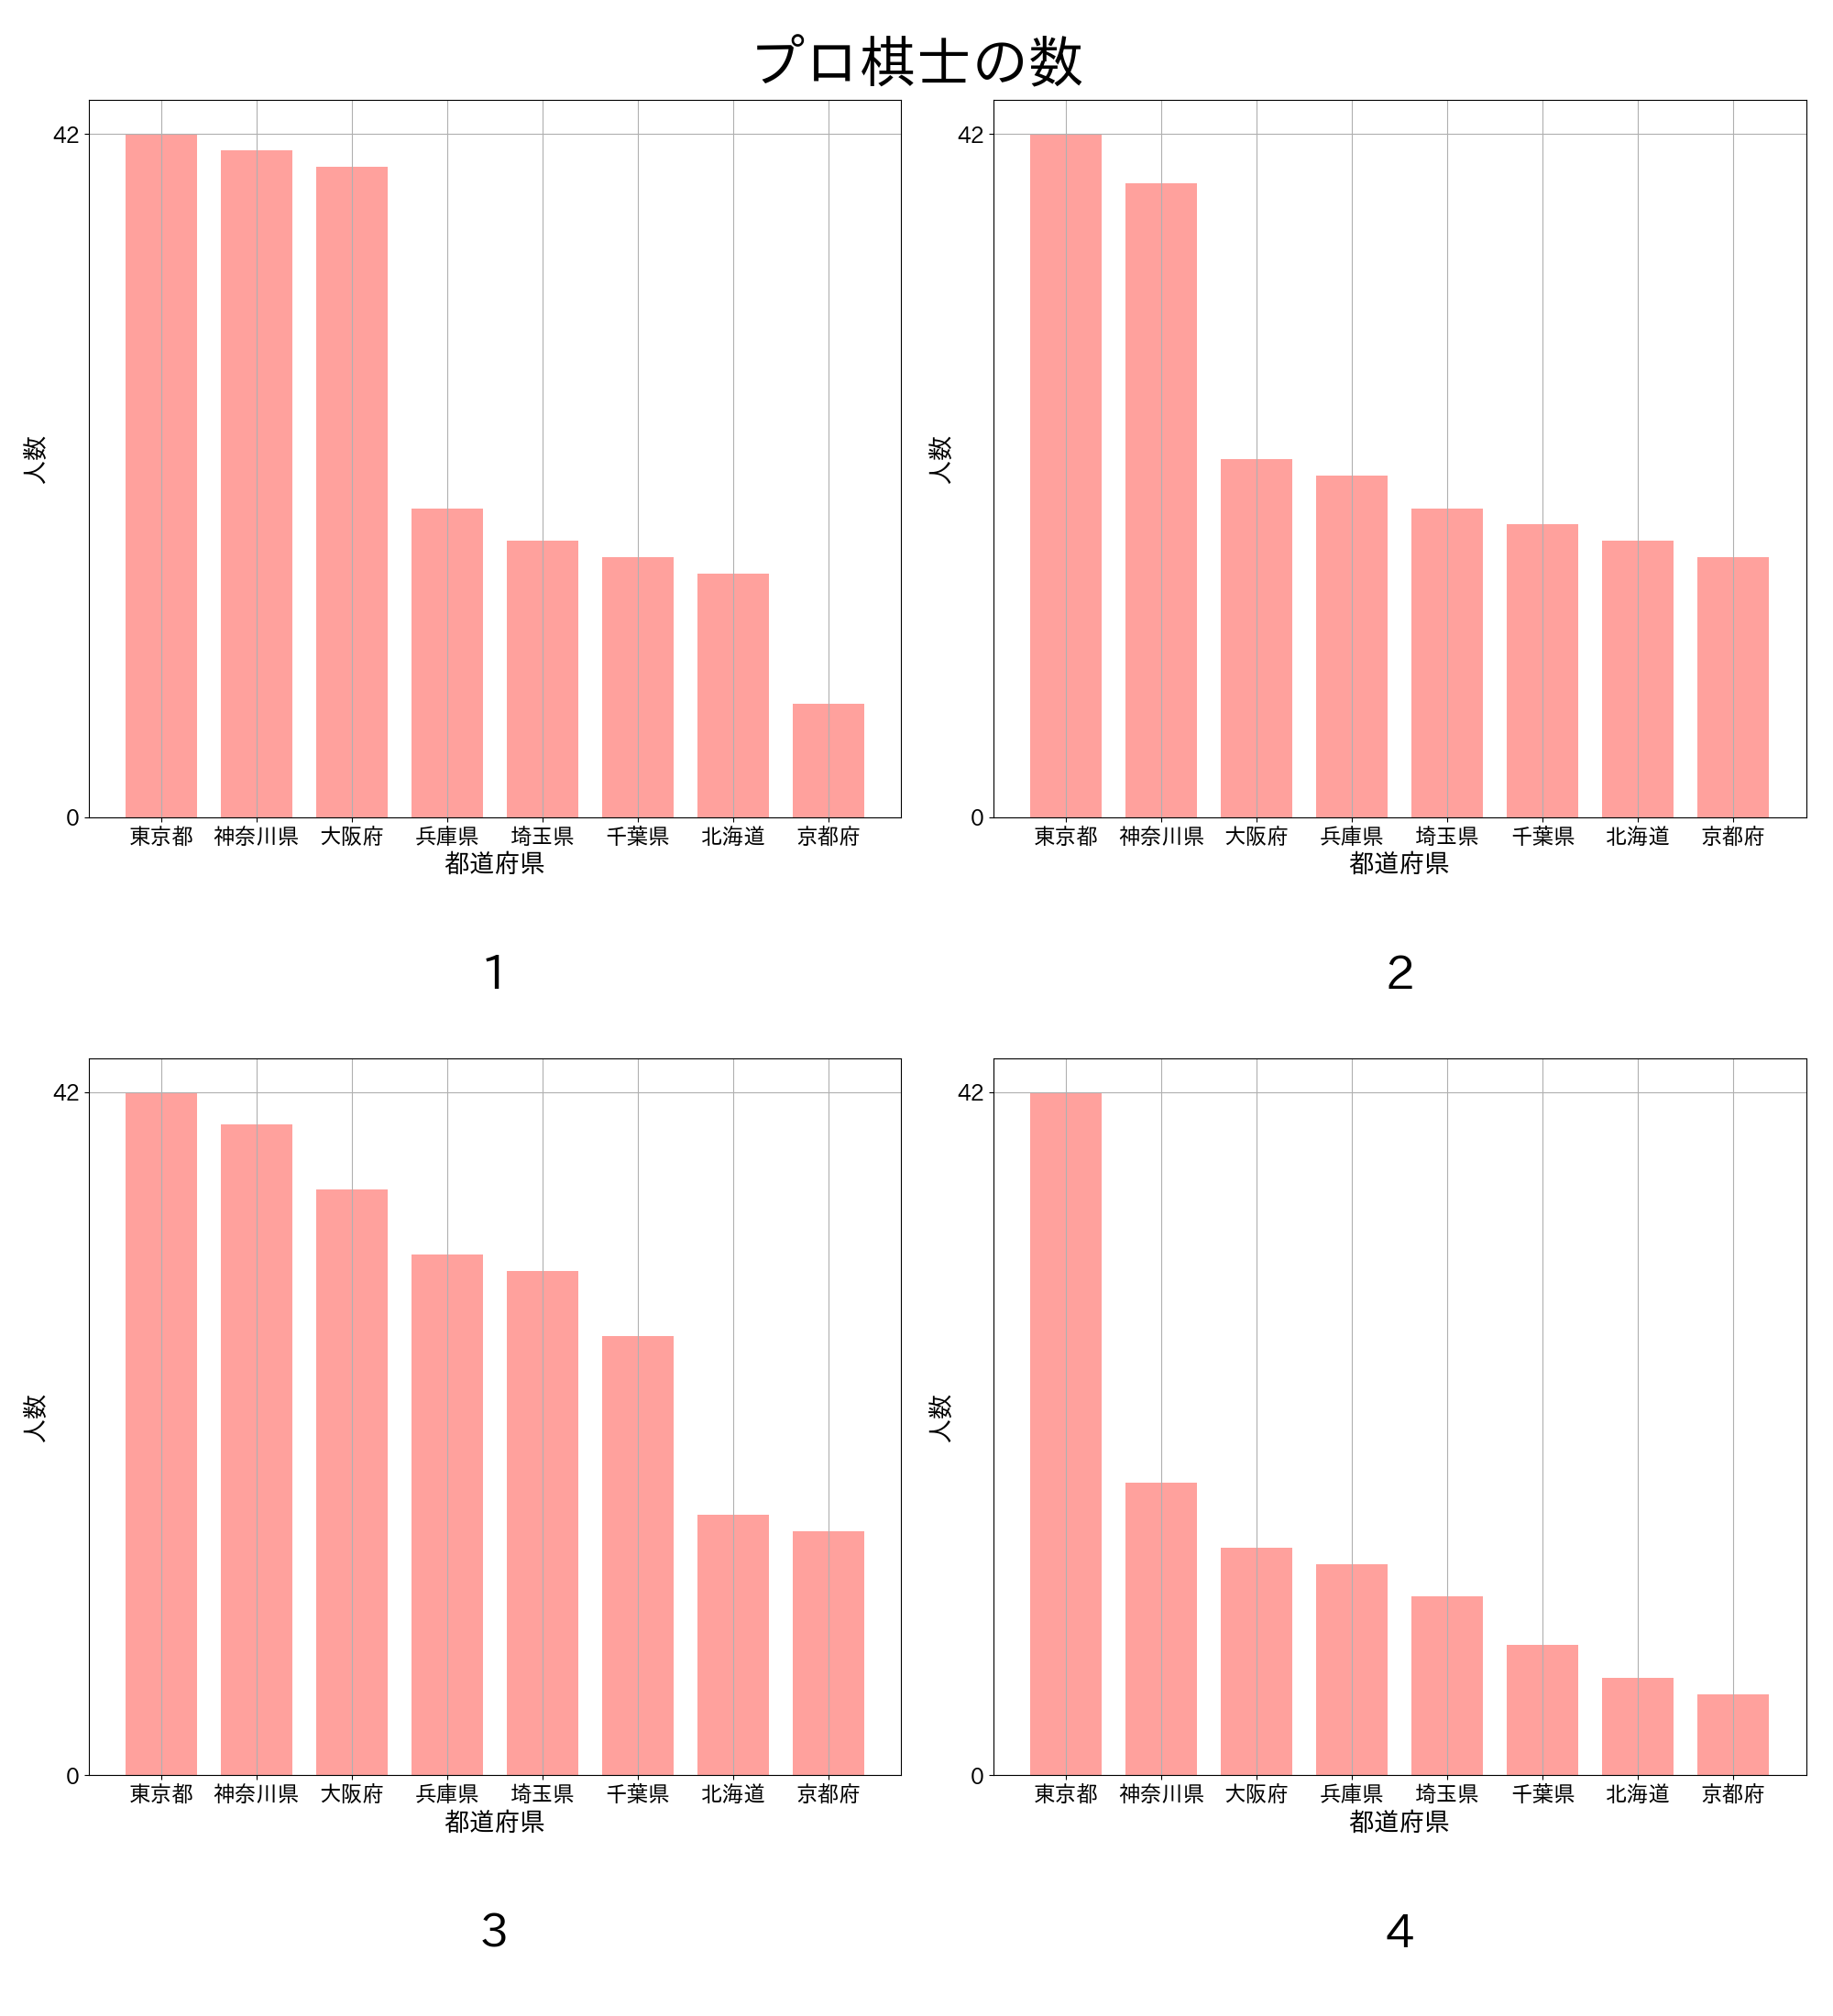 プロ棋士の数
42
0
人数
東京都 神奈川県 大阪府 兵庫県 埼玉県 千葉県 北海道 京都府
都道府県
1
42
0
人数
東京都 神奈川県 大阪府 兵庫県 埼玉県 千葉県 北海道 京都府
都道府県
2
42
0
人数
東京都 神奈川県 大阪府 兵庫県 埼玉県 千葉県 北海道 京都府
都道府県
3
42
0
人数
東京都 神奈川県 大阪府 兵庫県 埼玉県 千葉県 北海道 京都府
都道府県
4